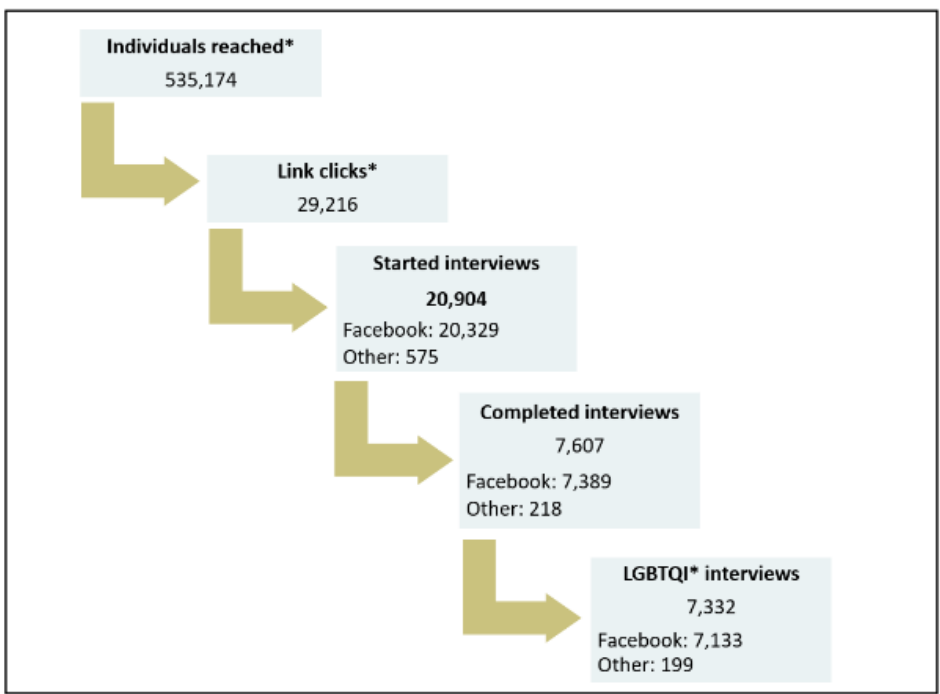 Individuals reached*
535,174
Link clicks*
29,216
Started interviews
20,904
Facebook: 20,329
Other: 575
Completed interviews
7,607
Facebook: 7,389
Other: 218
LGBTQI* interviews
7,332
Facebook: 7,133
Other: 199